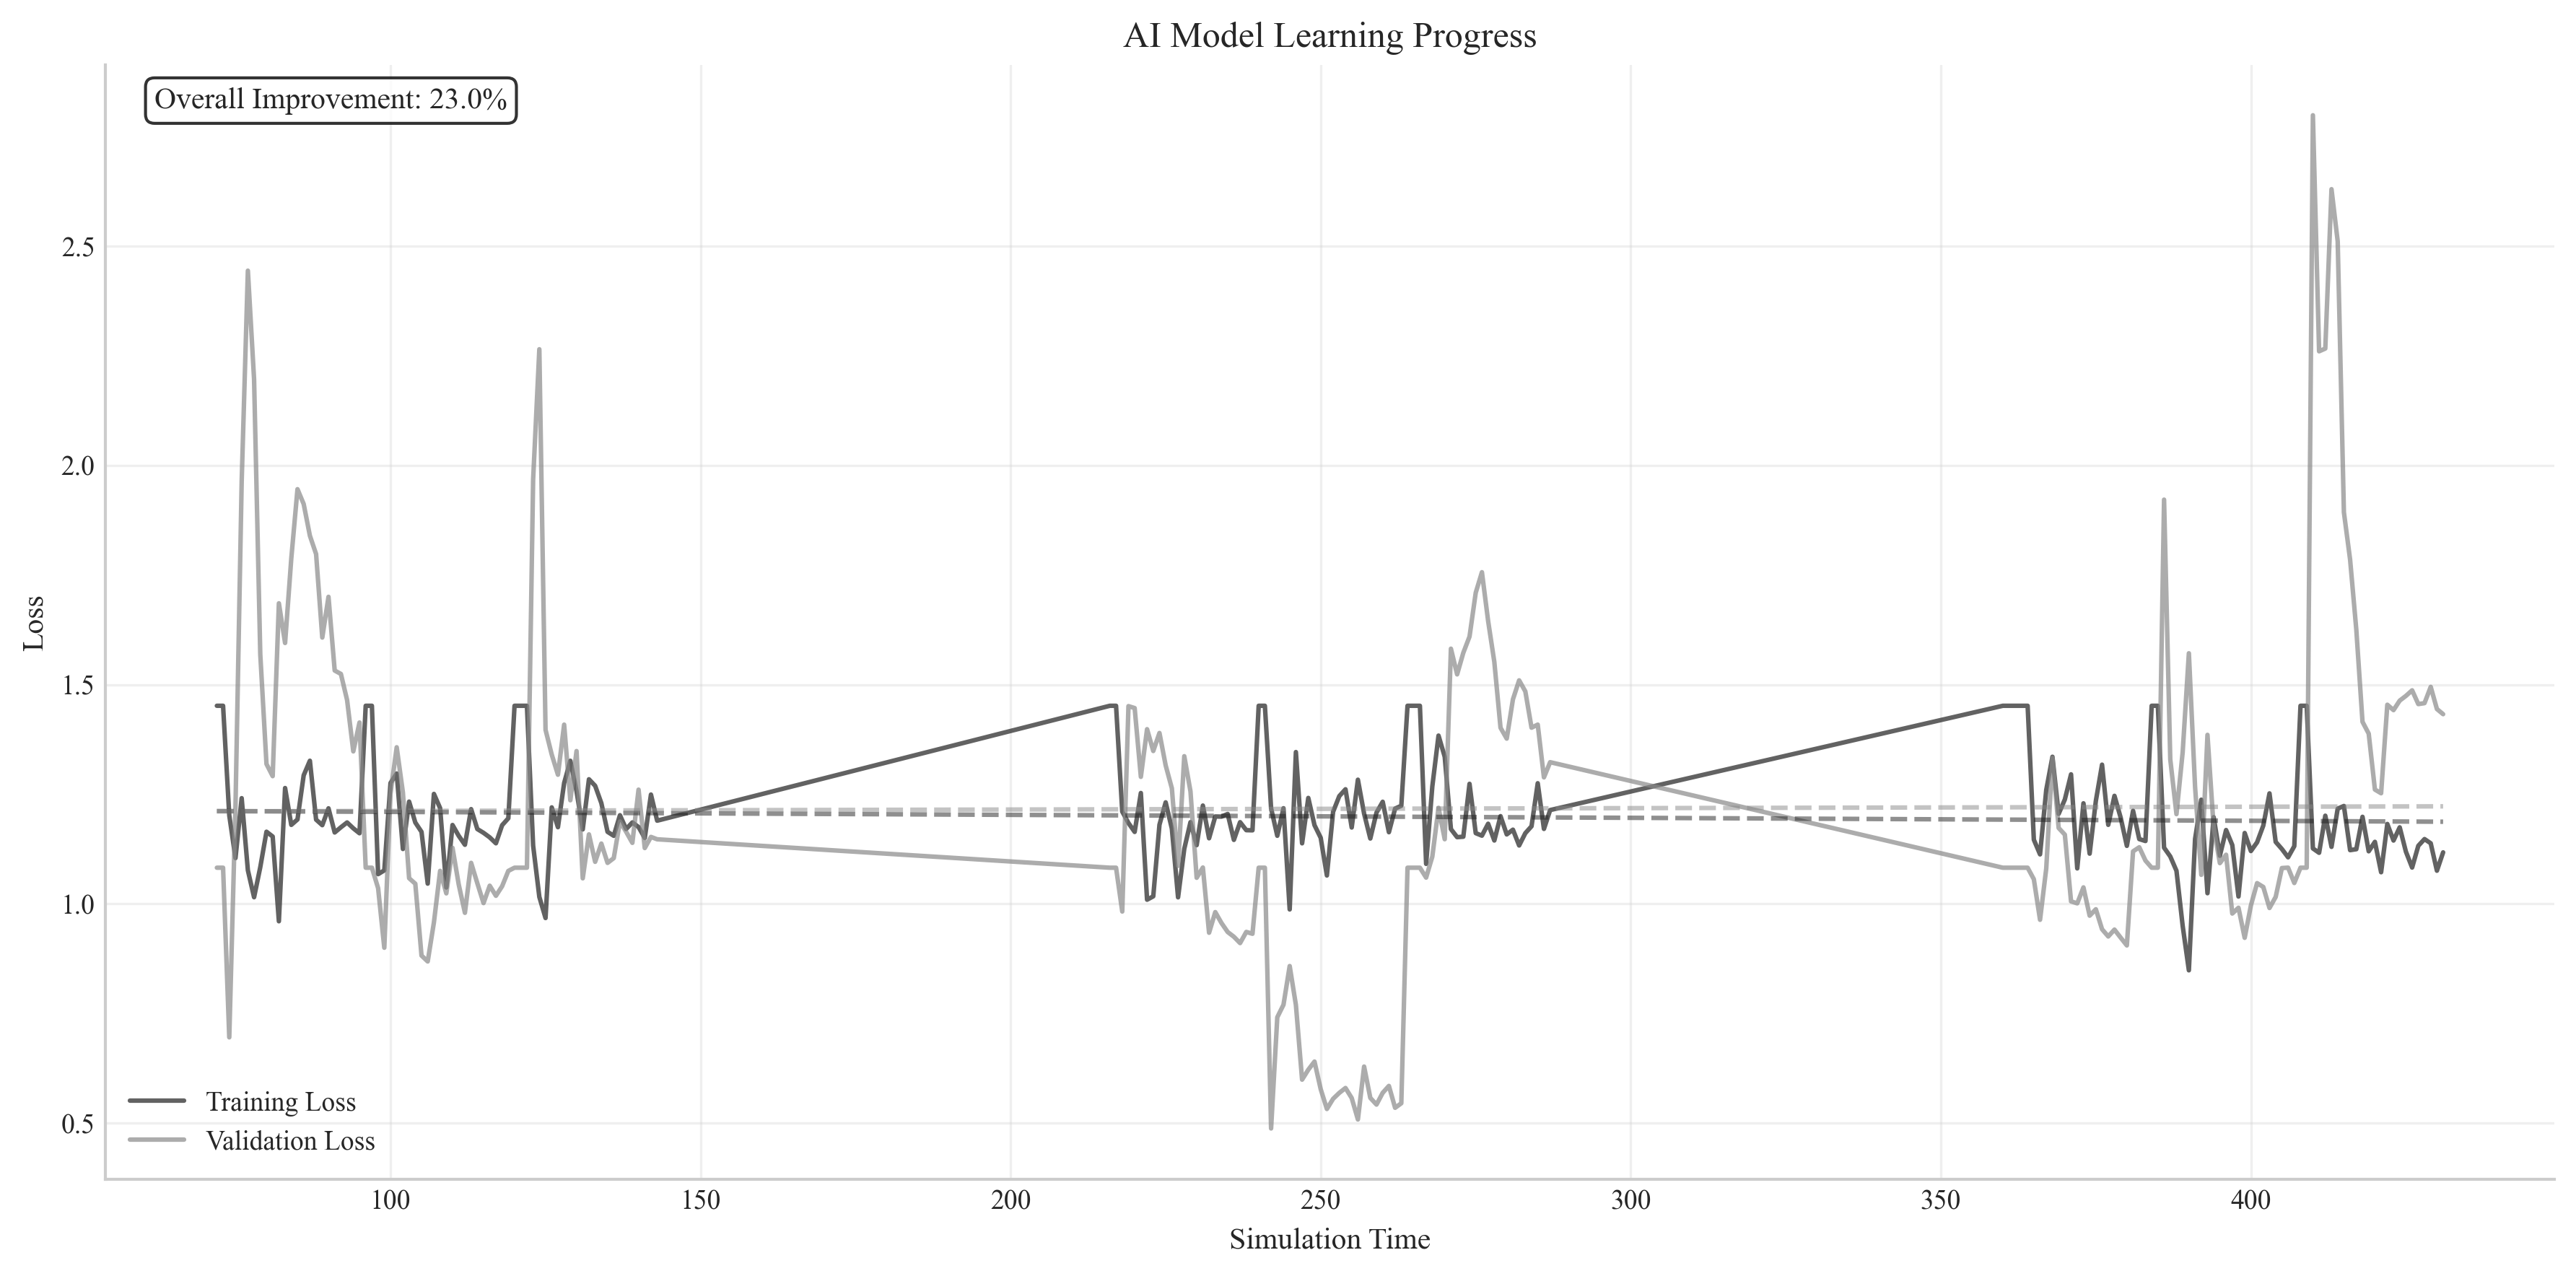 AI Model Learning Progress
Overall Improvement: 23.0%
Loss
2.5
2.0
1.5
1.0
0.5
Training Loss
Validation Loss
100 150 200 250 300 350 400
Simulation Time